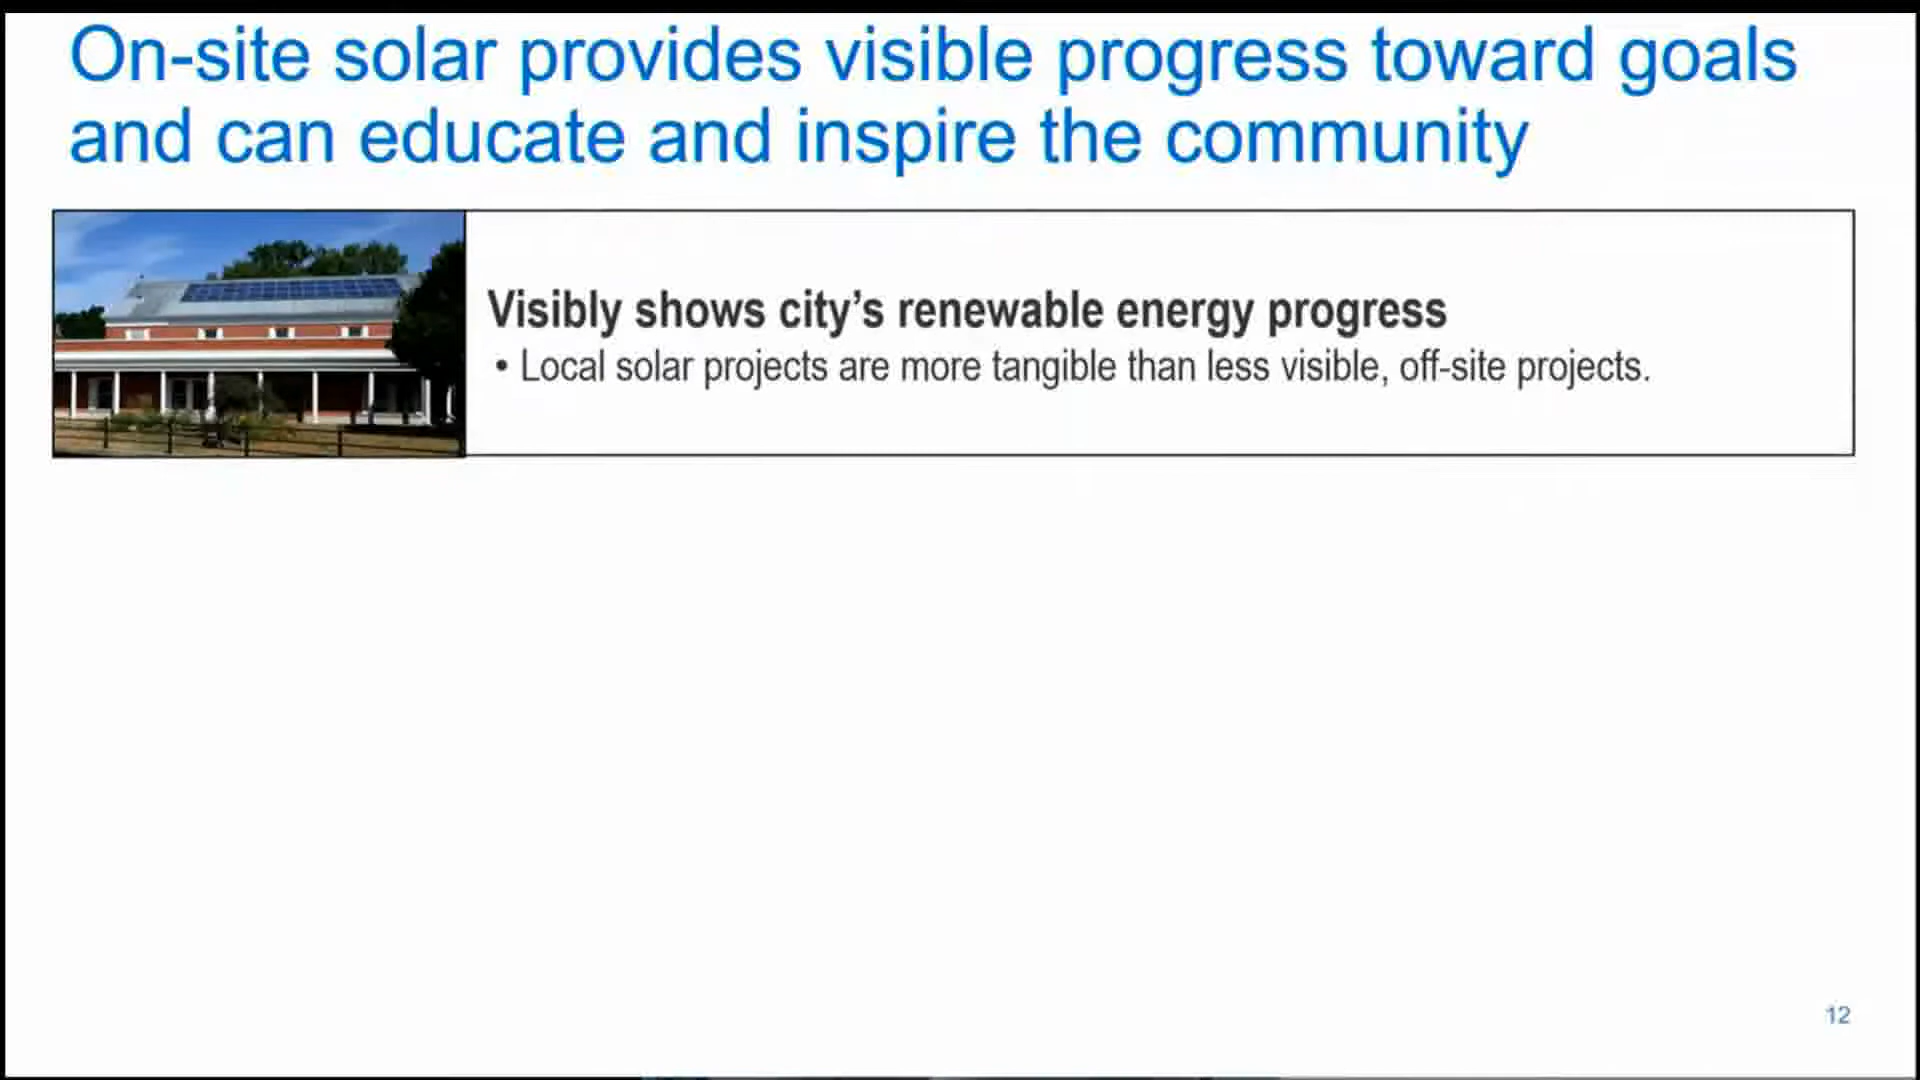 On-site solar provides visible progress toward goals
and can educate and inspire the community
Visibly shows city’s renewable energy progress
• Local solar projects are more tangible than less visible, off-site projects.
12